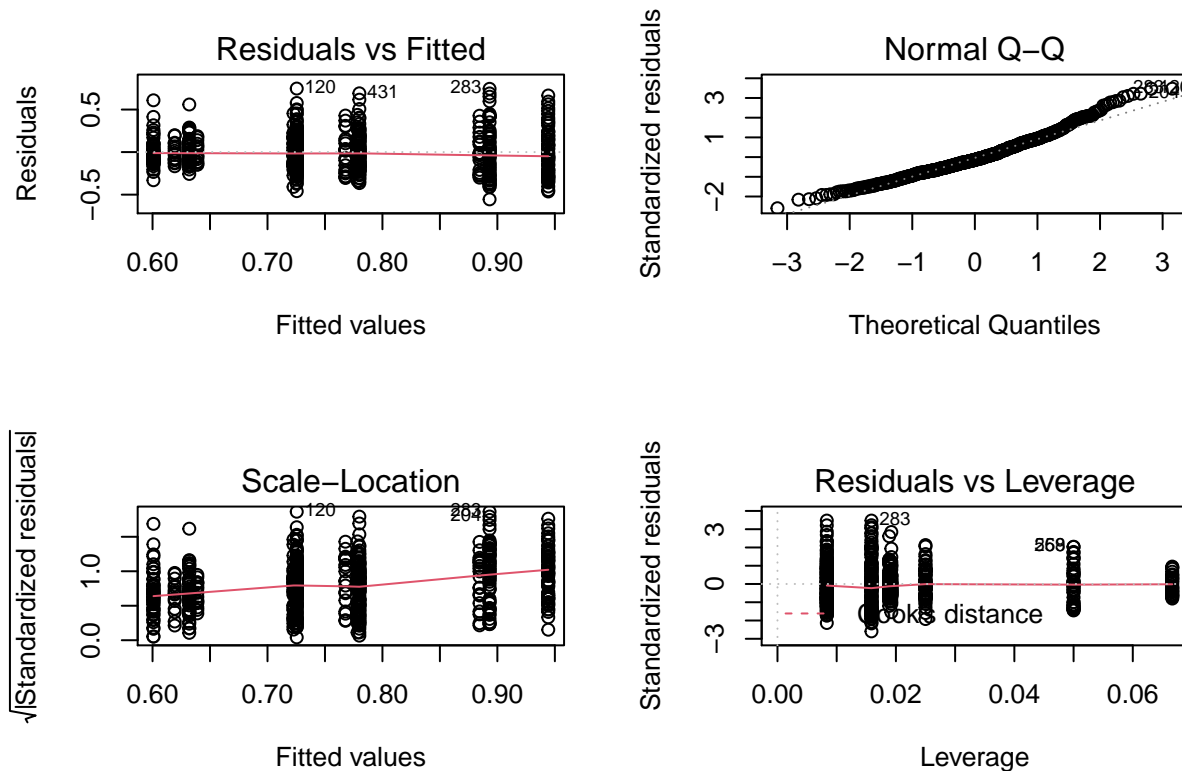 Residuals vs Fitted
Residuals
0.5
−0.5
120
431
283
0.60 0.70 0.80 0.90
Fitted values
Normal Q−Q
Standardized residuals
3
1
−2
−3 −2 −1 0 1 2 3
Theoretical Quantiles
Scale−Location
√|Standardized residuals|
1.0
0.0
120
283
204
0.60 0.70 0.80 0.90
Fitted values
Residuals vs Leverage
Standardized residuals
3
0
−3
283
Cook's distance
0.00 0.02 0.04 0.06
Leverage